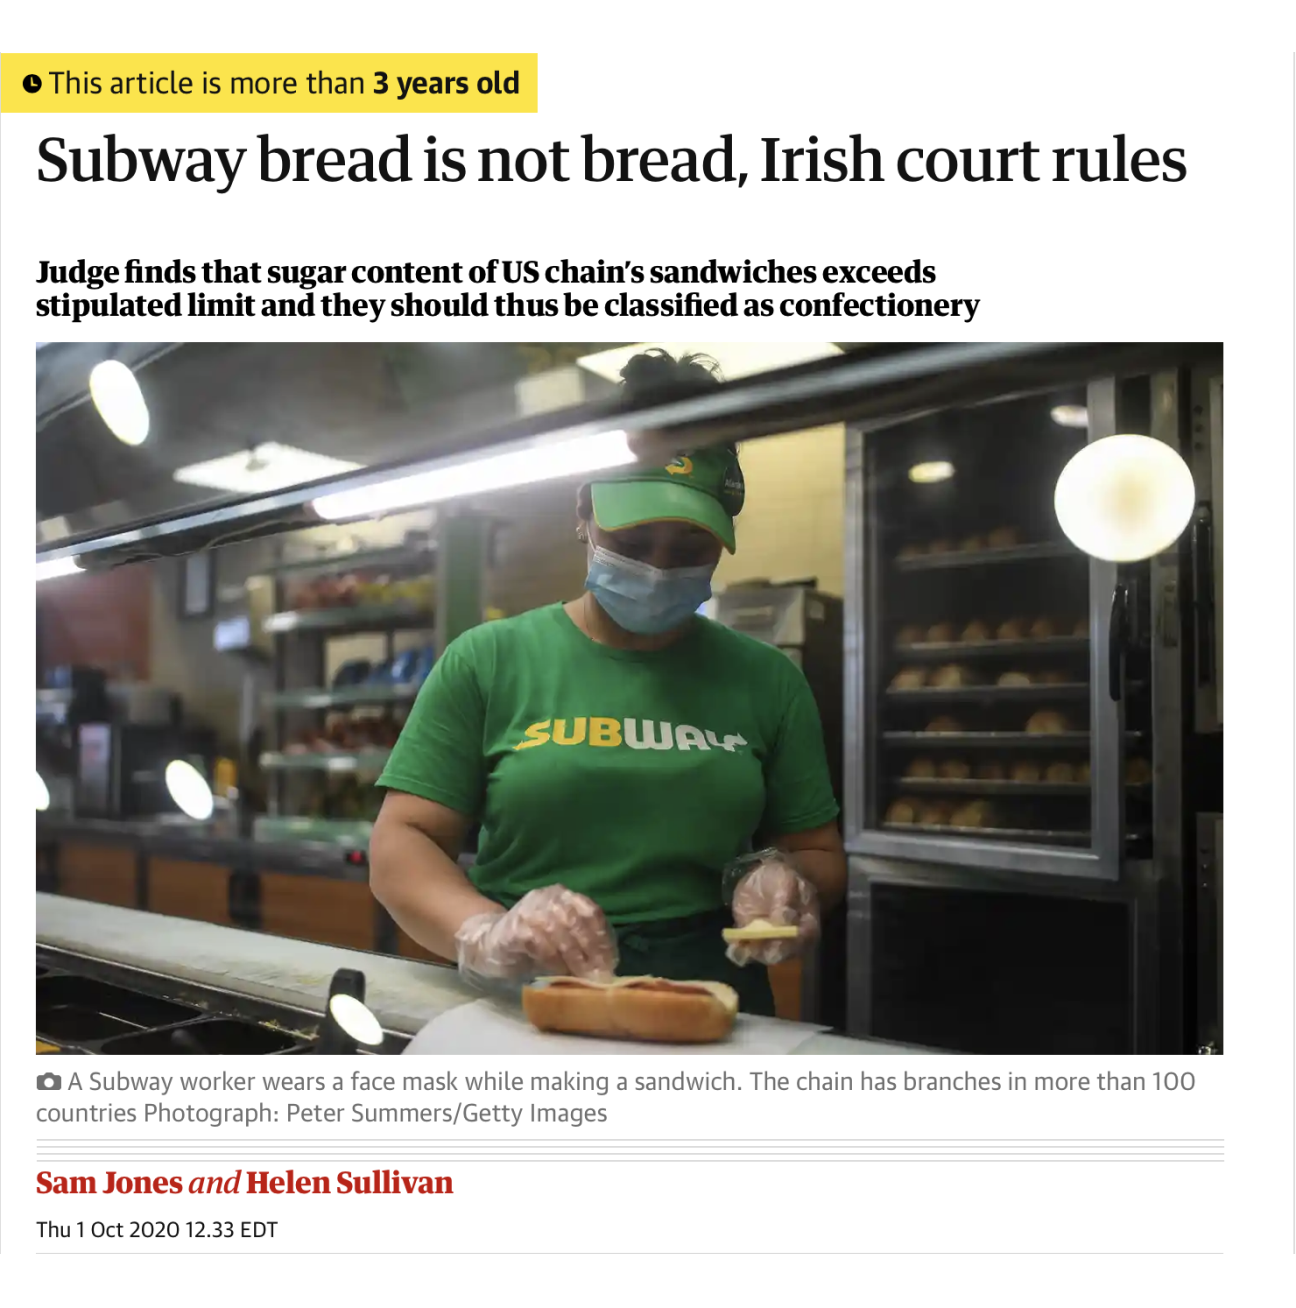 This article is more than 3 years old
Subway bread is not bread, Irish court rules
Judge finds that sugar content of US chain's sandwiches exceeds
stipulated limit and they should thus be classified as confectionery
SUBWAY
A Subway worker wears a face mask while making a sandwich. The chain has branches in more than 100
countries Photograph: Peter Summers/Getty Images
Sam Jones and Helen Sullivan
Thu 1 Oct 2020 12.33 EDT